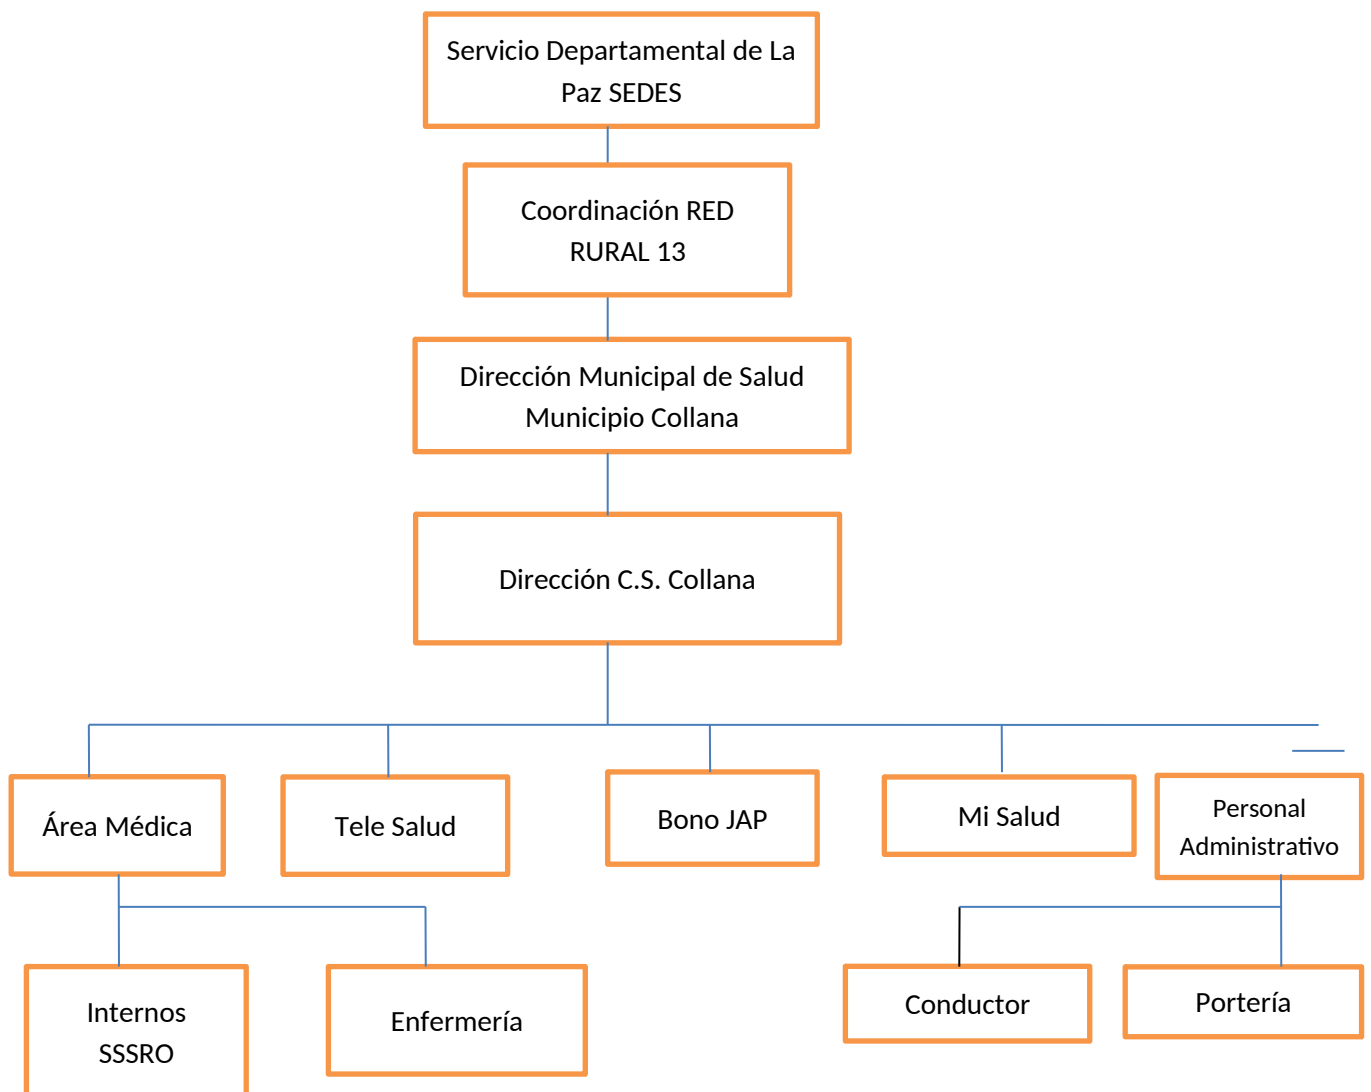 Servicio Departamental de La
Paz SEDES
Coordinación RED
RURAL 13
Dirección Municipal de Salud
Municipio Collana
Dirección C.S. Collana
Área Médica
Tele Salud
Bono JAP
Mi Salud
Personal
Administrativo
Internos
SSSRO
Enfermería
Conductor
Portería